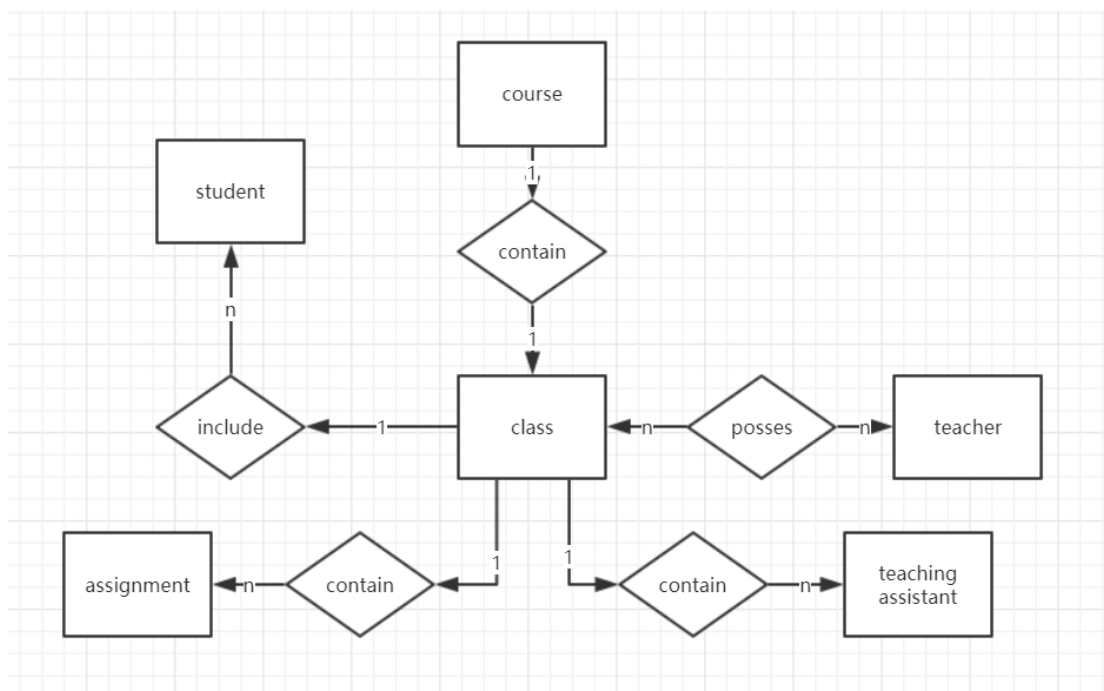 course
1
student
contain
n
1
include
1
class
n
posses
n
teacher
1
1
assignment
n
contain
contain
n
teaching
assistant